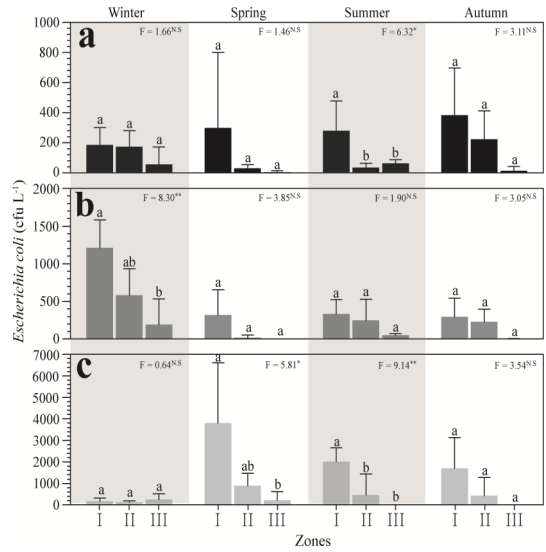 Winter Spring Summer Autumn
a
F = 1.66N.S F = 1.46N.S F = 6.32* F = 3.11N.S
1000
800
600
400
200
0
a a a a a a a b b a a a
b
F = 8.30** F = 3.85N.S F = 1.90N.S F = 3.05N.S
2000
1500
1000
500
0
a ab b a a a a a a a a a
c
F = 0.64N.S F = 5.81* F = 9.14** F = 3.54N.S
7000
6000
5000
4000
3000
2000
1000
0
a a a a ab b a b b a a a
Escherichia coli (cfu L-1)
I II III I II III I II III I II III
Zones